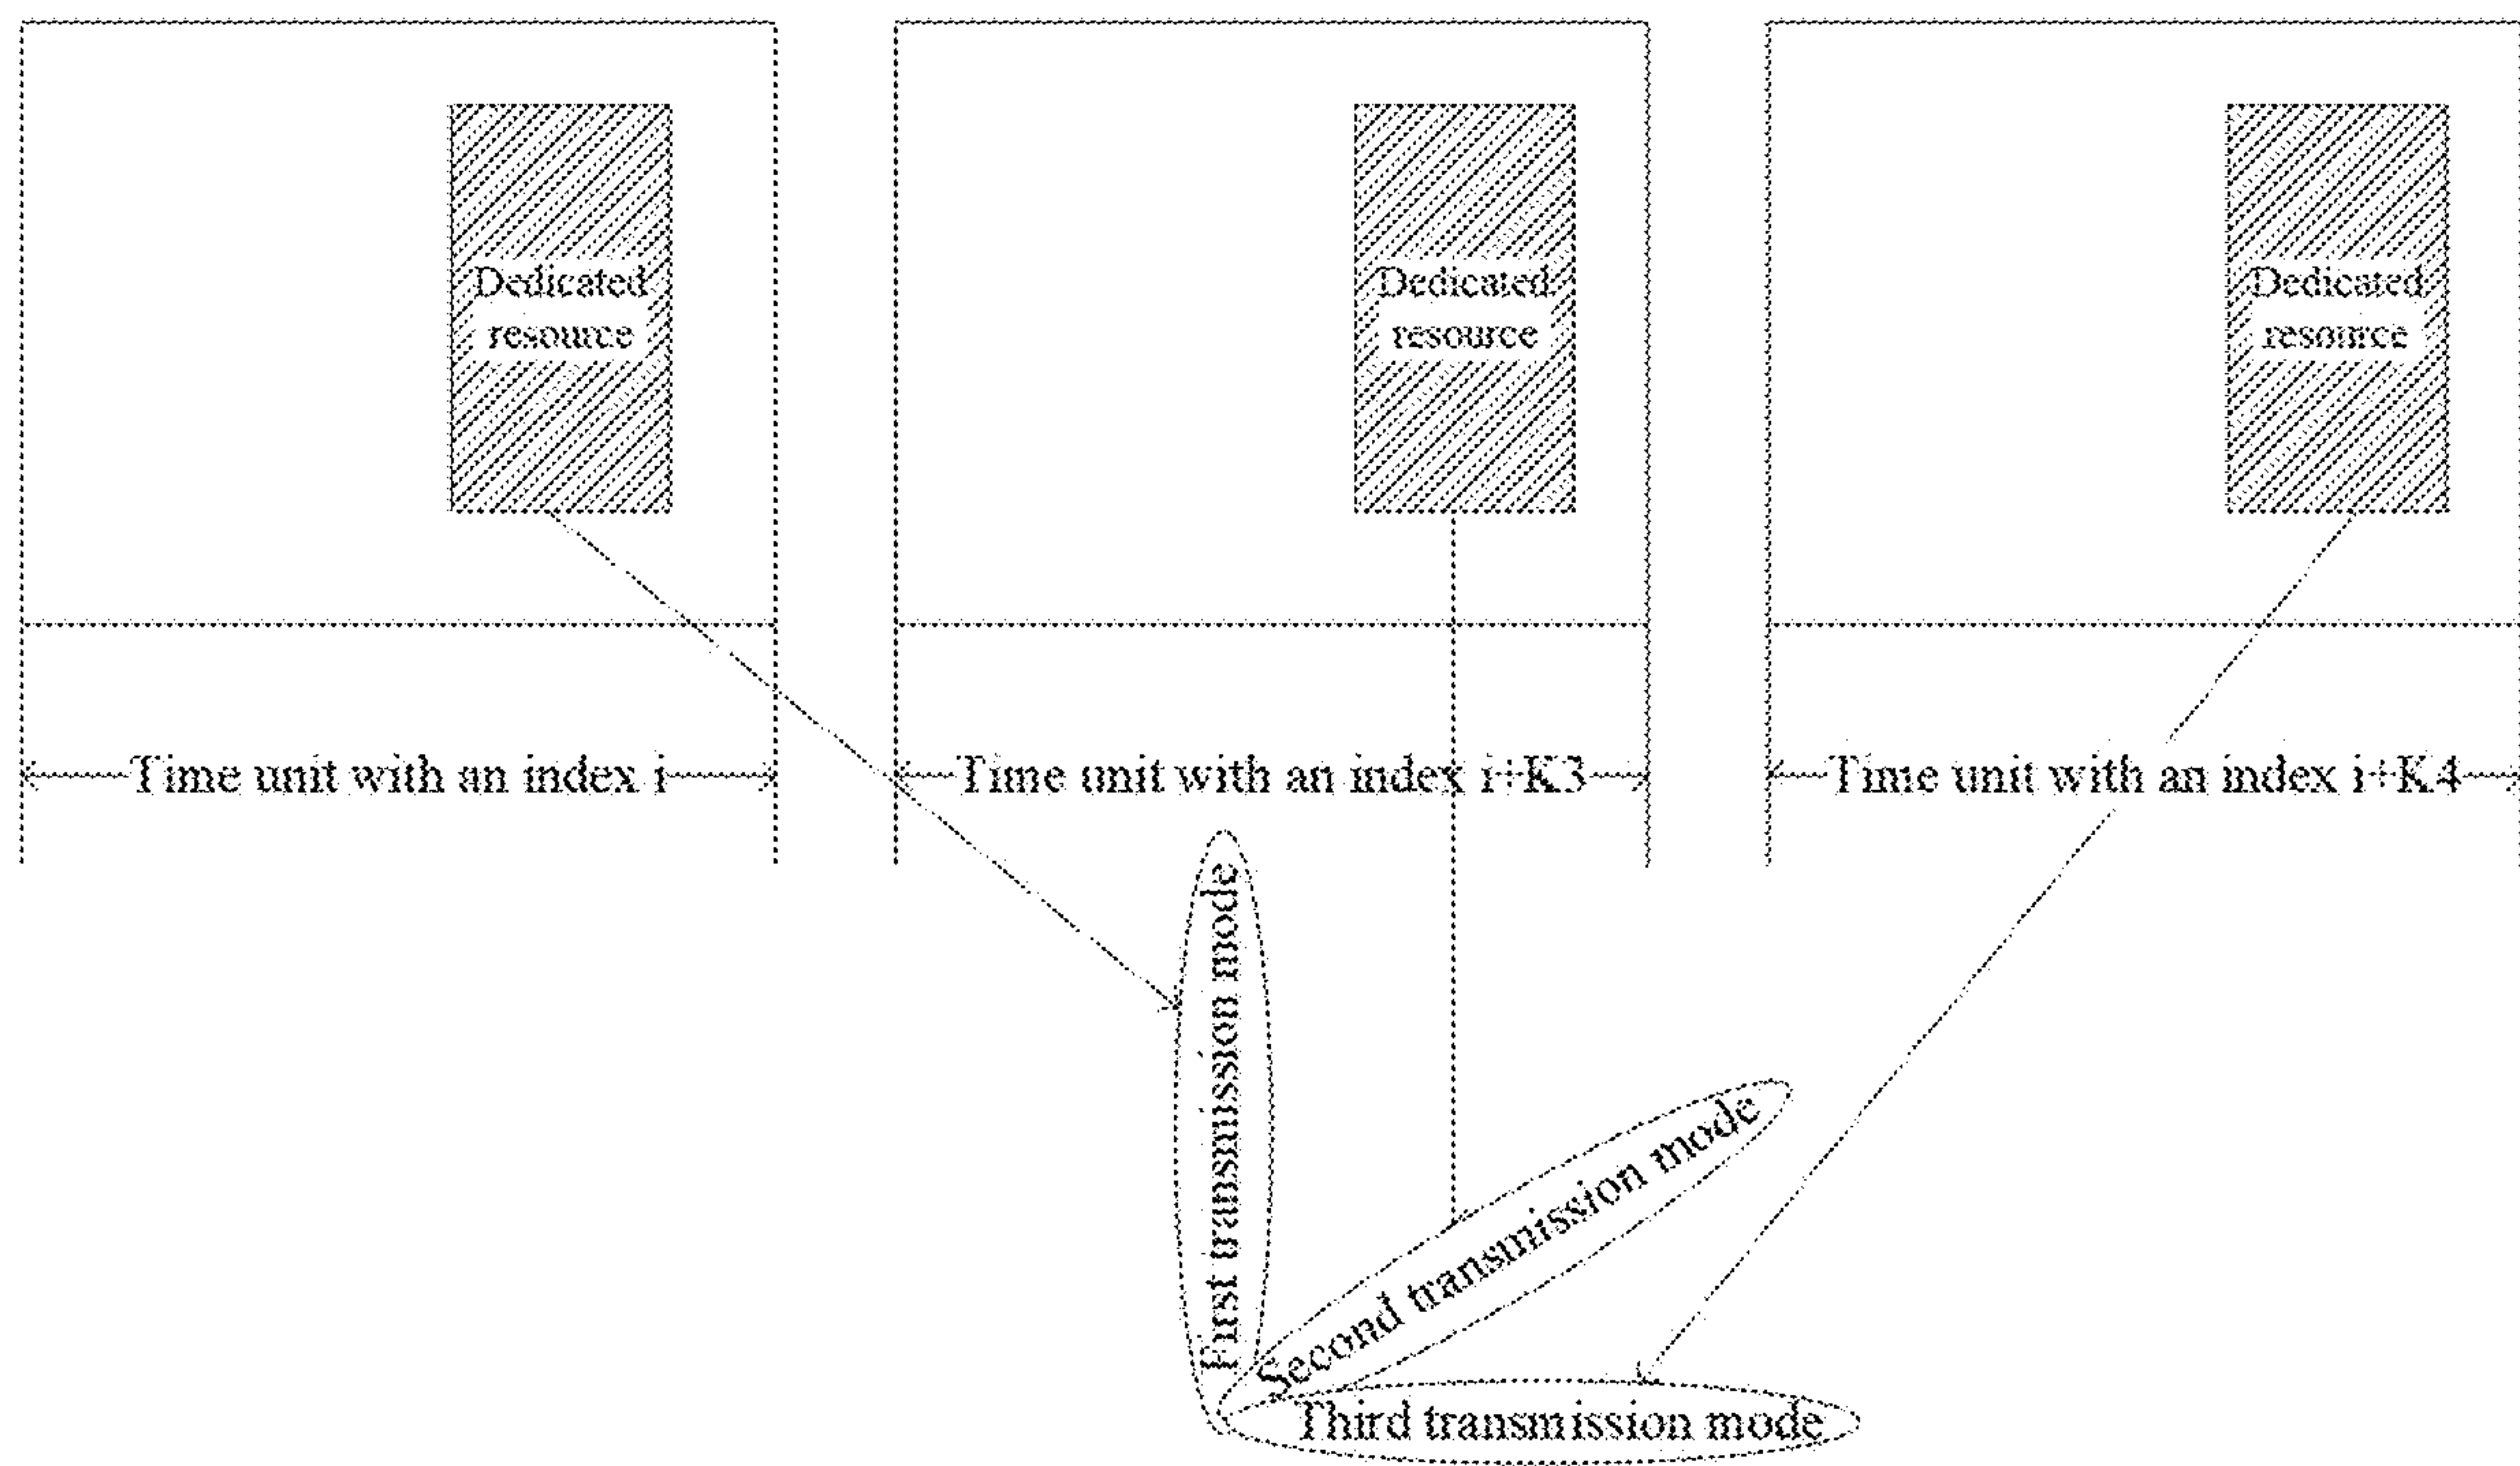 Dedicated
resource
Dedicated
resource
Dedicated
resource
Time unit with an index i
Time unit with an index i+K3
Time unit with an index i+K4
First transmission mode
Second transmission mode
Third transmission mode